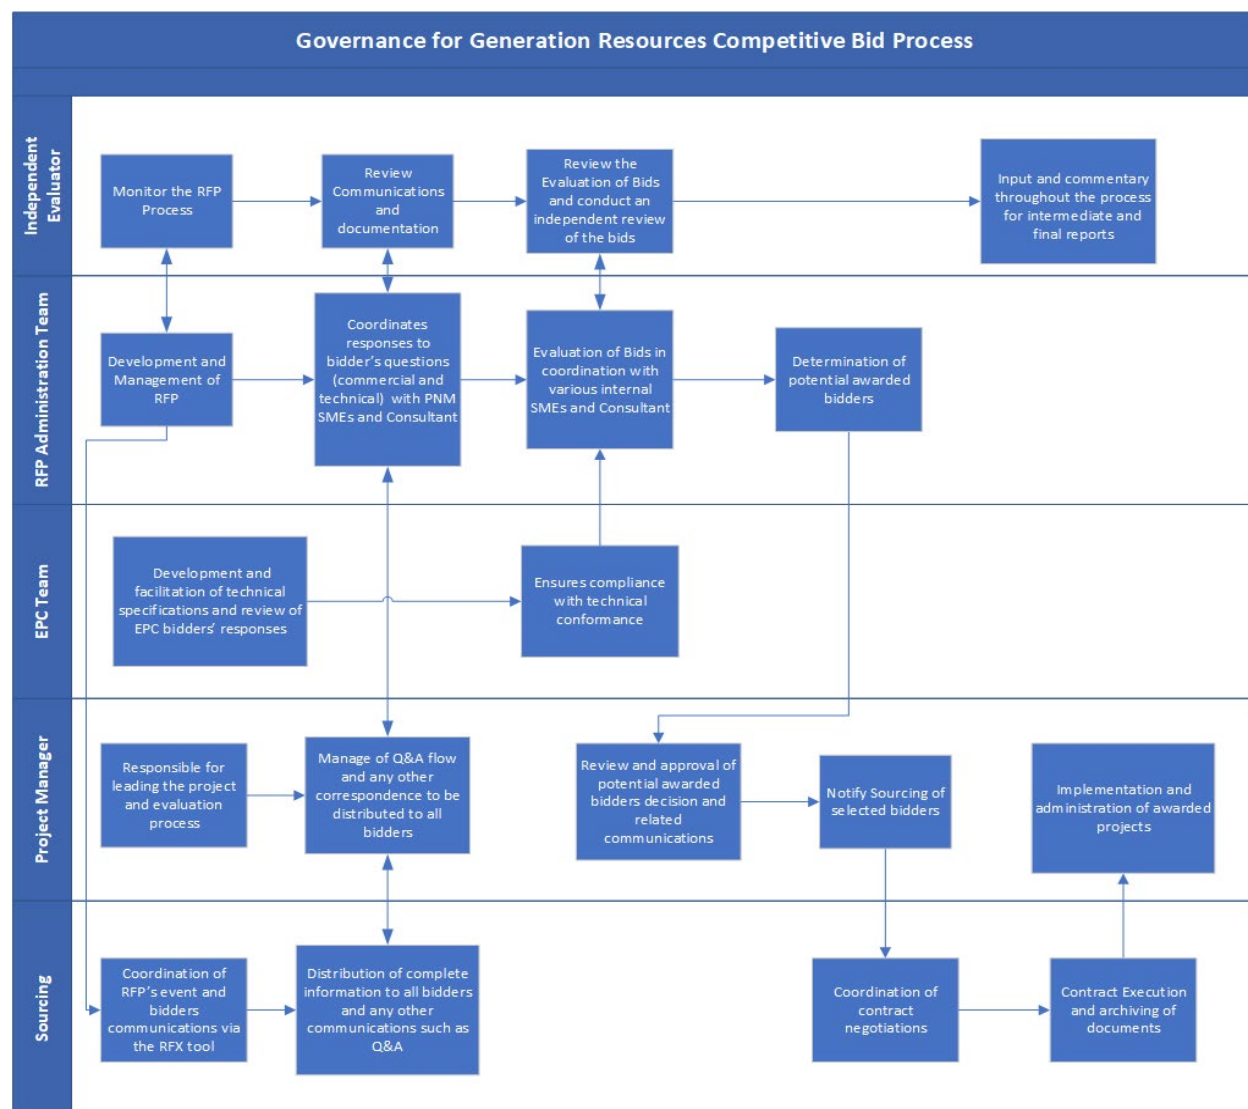 Governance for Generation Resources Competitive Bid Process
Independent
Evaluator
Monitor the RFP
Process
Review
Communications
and
documentation
Review the
Evaluation of Bids
and conduct an
independent review
of the bids
Input and commentary
throughout the process
for intermediate and
final reports
RFP Administration Team
Development and
Management of
RFP
Coordinates
responses to
bidder's questions
(commercial and
technical) with PNM
SMEs and Consultant
Evaluation of Bids in
coordination with
various internal
SMEs and Consultant
Determination of
potential awarded
bidders
EPC Team
Development and
facilitation of technical
specifications and review of
EPC bidders' responses
Ensures compliance
with technical
conformance
Project Manager
Responsible for
leading the project
and evaluation
process
Manage of Q&A flow
and any other
correspondence to be
distributed to all
bidders
Review and approval of
potential awarded
bidders decision and
related
communications
Notify Sourcing of
selected bidders
Implementation and
administration of awarded
projects
Sourcing
Coordination of
RFP's event and
bidders
communications via
the RFX tool
Distribution of complete
information to all bidders
and any other
communications such as
Q&A
Coordination of
contract
negotiations
Contract Execution
and archiving of
documents